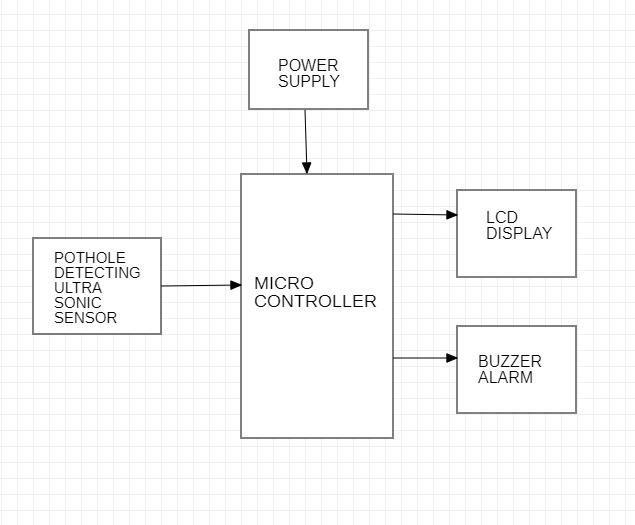 POWER
SUPPLY
LCD
DISPLAY
POTHOLE
DETECTING
ULTRA
SONIC
SENSOR
MICRO
CONTROLLER
BUZZER
ALARM